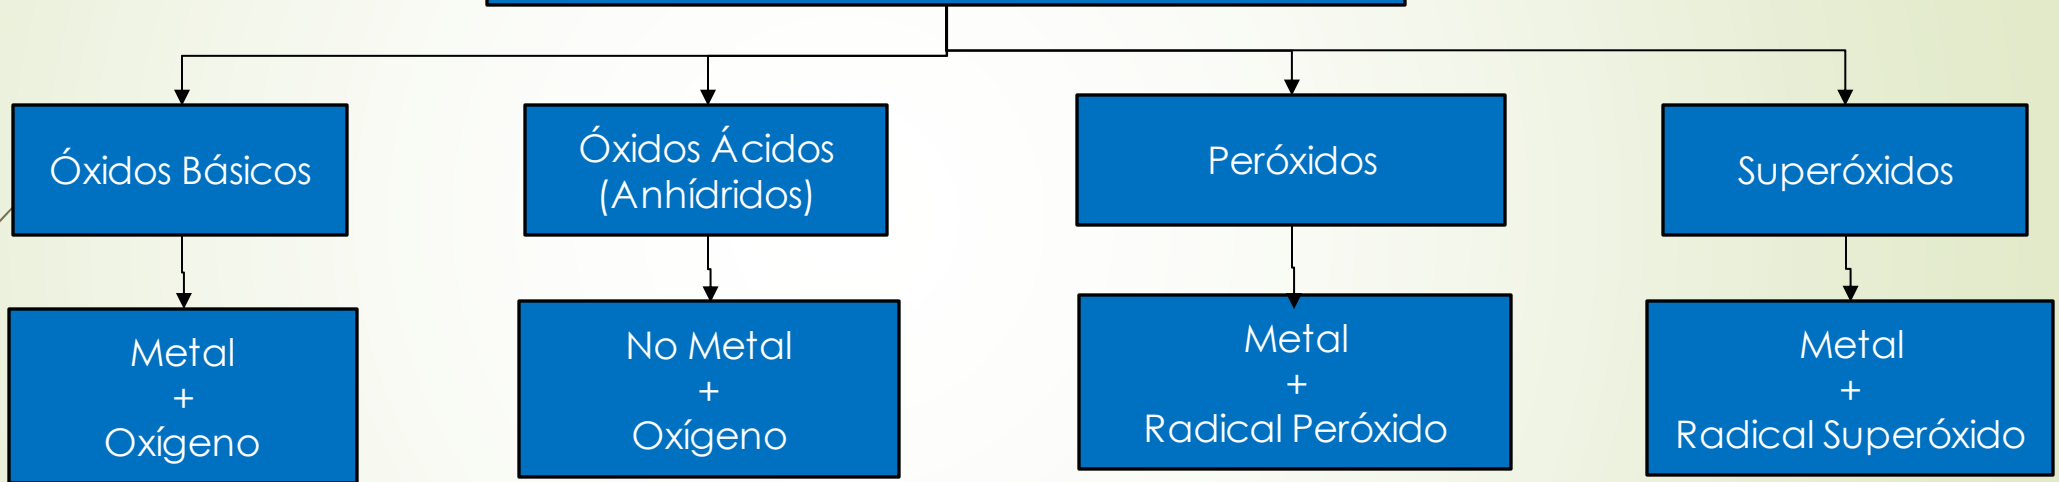 Óxidos Básicos
Óxidos Ácidos
(Anhídridos)
Peróxidos
Superóxidos
Metal
+
Oxígeno
No Metal
+
Oxígeno
Metal
+
Radical Peróxido
Metal
+
Radical Superóxido